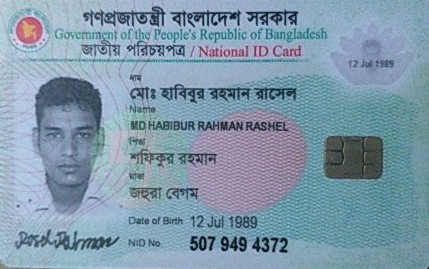 গণপ্রজাতন্ত্রী বাংলাদেশ সরকার
Government of the People's Republic of Bangladesh
জাতীয় পরিচয়পত্র / National ID Card
12 Jul 1989
নাম
মোঃ হাবিবুর রহমান রাসেল
Name
MD HABIBUR RAHMAN RASHEL
পিতা
শফিকুর রহমান
মাতা
জহুরা বেগম
Date of Birth 12 Jul 1989
NID No. 507 949 4372